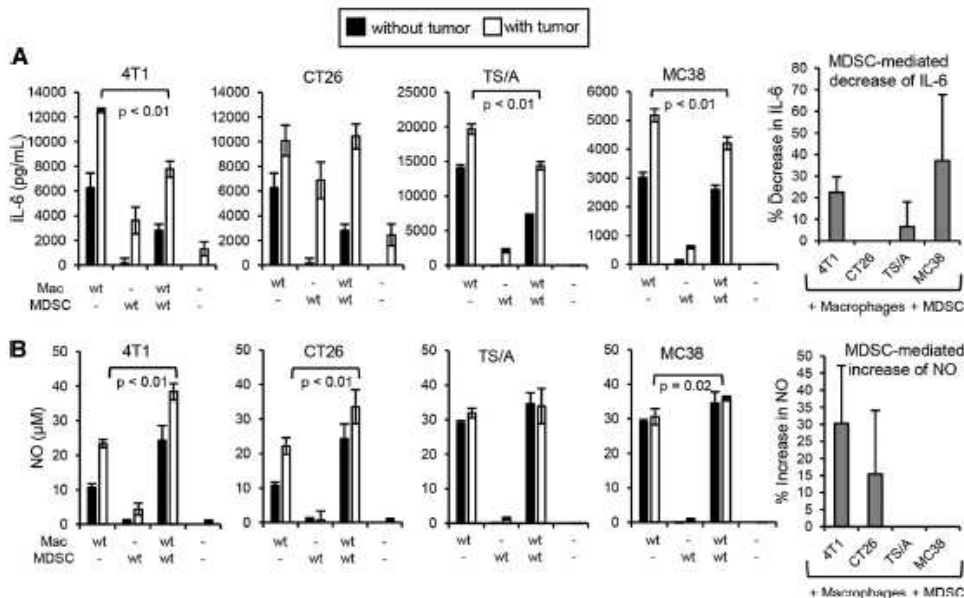 without tumor with tumor
A
4T1
CT26
TS/A
MC38
MDSC-mediated
decrease of IL-6
IL-6 (pg/mL)
14000
12000
10000
8000
6000
4000
2000
0
p < 0.01
14000
12000
10000
8000
6000
4000
2000
0
25000
20000
15000
10000
5000
0
p < 0.01
6000
5000
4000
3000
2000
1000
0
p < 0.01
% Decrease in IL-6
80
70
60
50
40
30
20
10
0
Mac wt - wt -
MDSC - wt wt -
wt - wt -
- wt wt -
wt - wt -
- wt wt -
wt - wt -
- wt wt -
4T1 CT26 TS/A MC38
+ Macrophages + MDSC
B
4T1
CT26
TS/A
MC38
MDSC-mediated
increase of NO
NO (µM)
50
40
30
20
10
0
p < 0.01
50
40
30
20
10
0
p < 0.01
50
40
30
20
10
0
50
40
30
20
10
0
p = 0.02
% Increase in NO
50
45
40
35
30
25
20
15
10
5
0
Mac wt - wt -
MDSC - wt wt -
wt - wt -
- wt wt -
wt - wt -
- wt wt -
wt - wt -
- wt wt -
4T1 CT26 TS/A MC38
+ Macrophages + MDSC